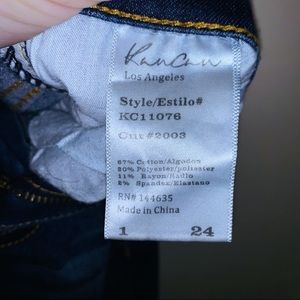 KanCan
Los Angeles
Style/Estilo#
KC11076
Cut #2003
67% Cotton/Algodon
20% Polyester/poliester
11% Rayon/Radio
2% Spandex/Elastano
RN# 144635
Made in China
1 24